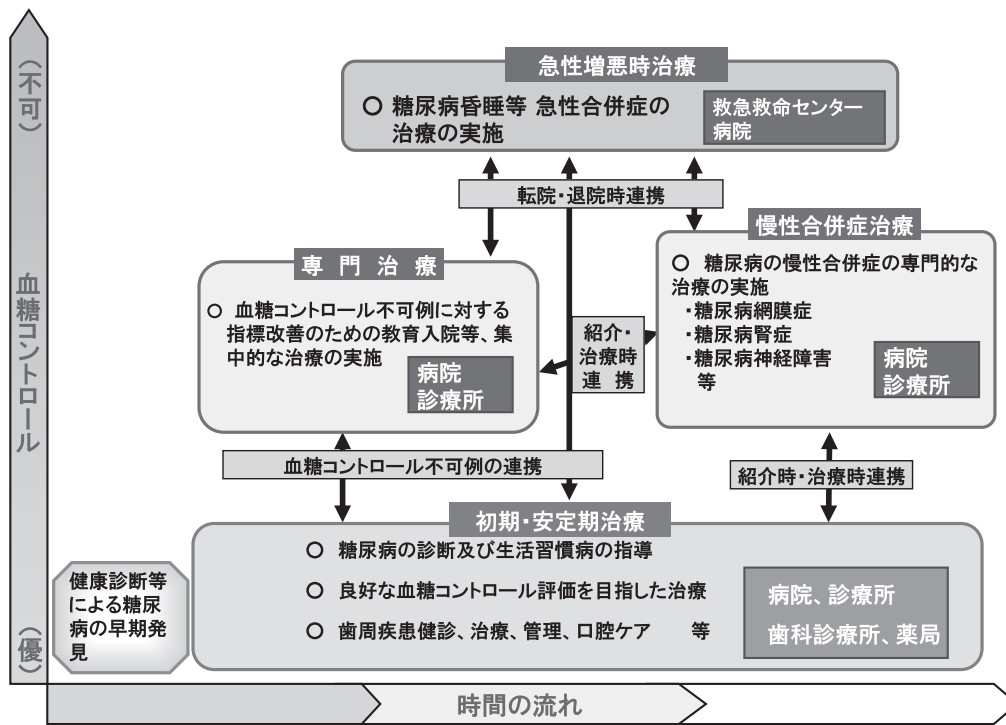 (不可)
血糖コントロール
(優)
急性増悪時治療
○ 糖尿病昏睡等 急性合併症の
治療の実施
救急救命センター
病院
転院・退院時連携
専門治療
○ 血糖コントロール不可例に対する
指標改善のための教育入院等、集
中的な治療の実施
病院
診療所
紹介・
治療時
連携
慢性合併症治療
○ 糖尿病の慢性合併症の専門的な
治療の実施
・糖尿病網膜症
・糖尿病腎症
・糖尿病神経障害
等
病院
診療所
血糖コントロール不可例の連携
紹介時・治療時連携
健康診断等
による糖尿
病の早期発
見
初期・安定期治療
○ 糖尿病の診断及び生活習慣病の指導
○ 良好な血糖コントロール評価を目指した治療
○ 歯周疾患健診、治療、管理、口腔ケア 等
病院、診療所
歯科診療所、薬局
時間の流れ